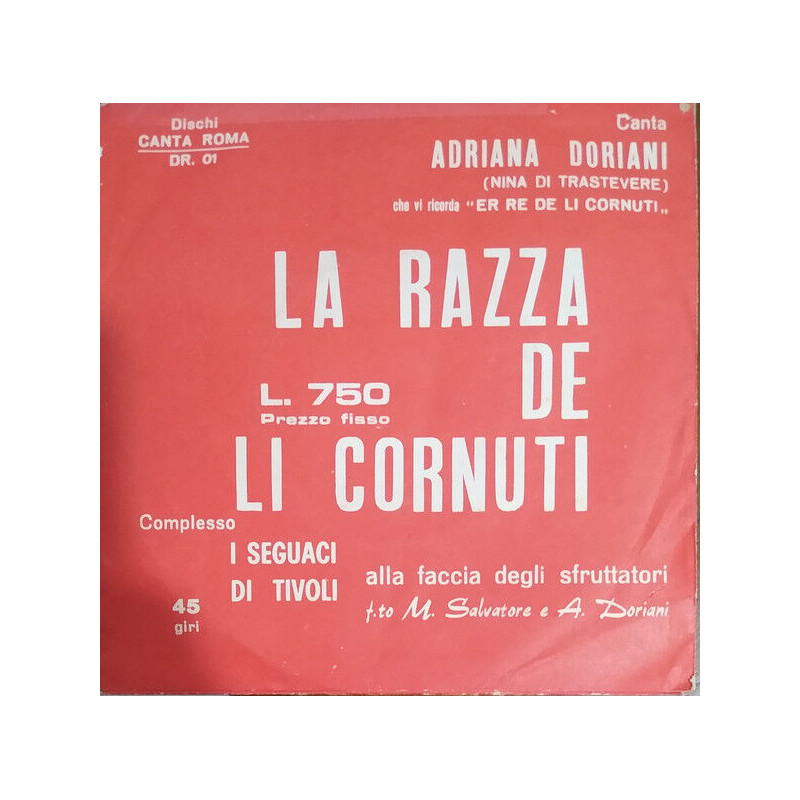 Dischi
CANTA ROMA
DR. 01
Canta
ADRIANA DORIANI
(NINA DI TRASTEVERE)
che vi ricorda "ER RE DE LI CORNUTI„
LA RAZZA
DE
LI CORNUTI
L. 750
Prezzo fisso
Complesso
I SEGUACI
DI TIVOLI
45
giri
alla faccia degli sfruttatori
f.to M. Salvatore e A. Doriani